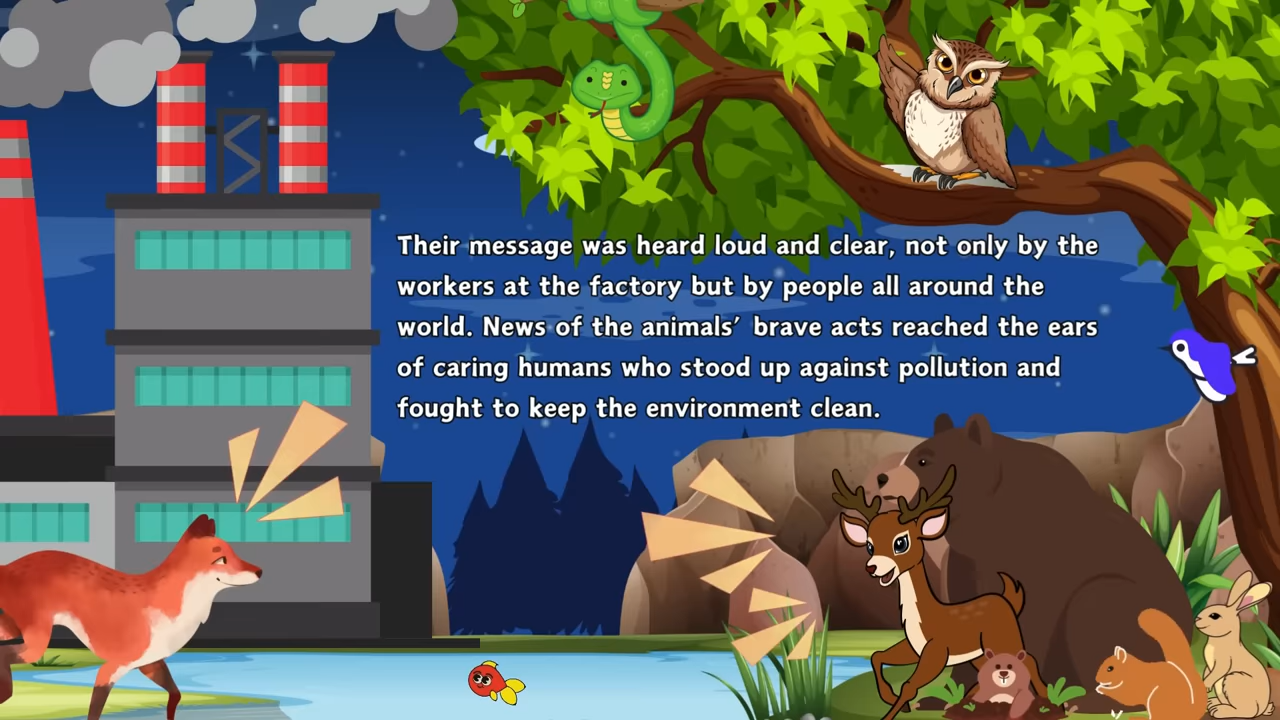 Their message was heard loud and clear, not only by the
workers at the factory but by people all around the
world. News of the animals’ brave acts reached the ears
of caring humans who stood up against pollution and
fought to keep the environment clean.